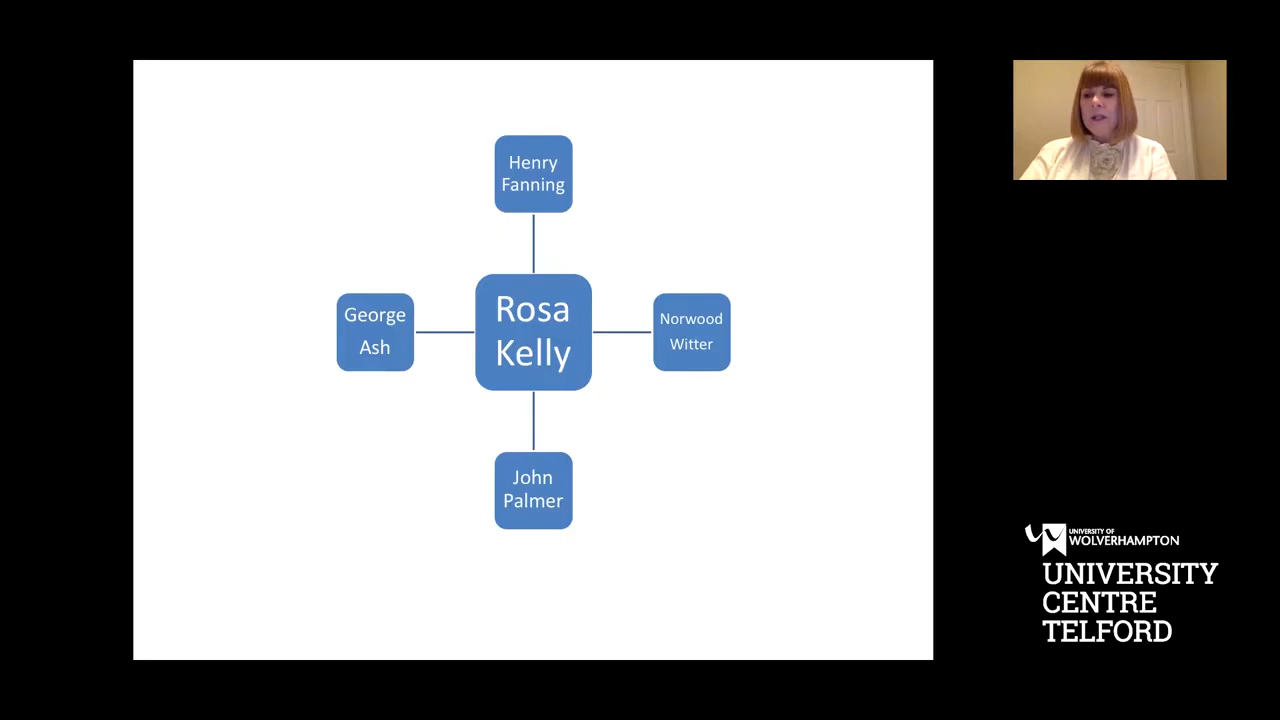 Henry
Fanning
George
Ash
Rosa
Kelly
Norwood
Witter
John
Palmer
UNIVERSITY OF
WOLVERHAMPTON
UNIVERSITY
CENTRE
TELFORD